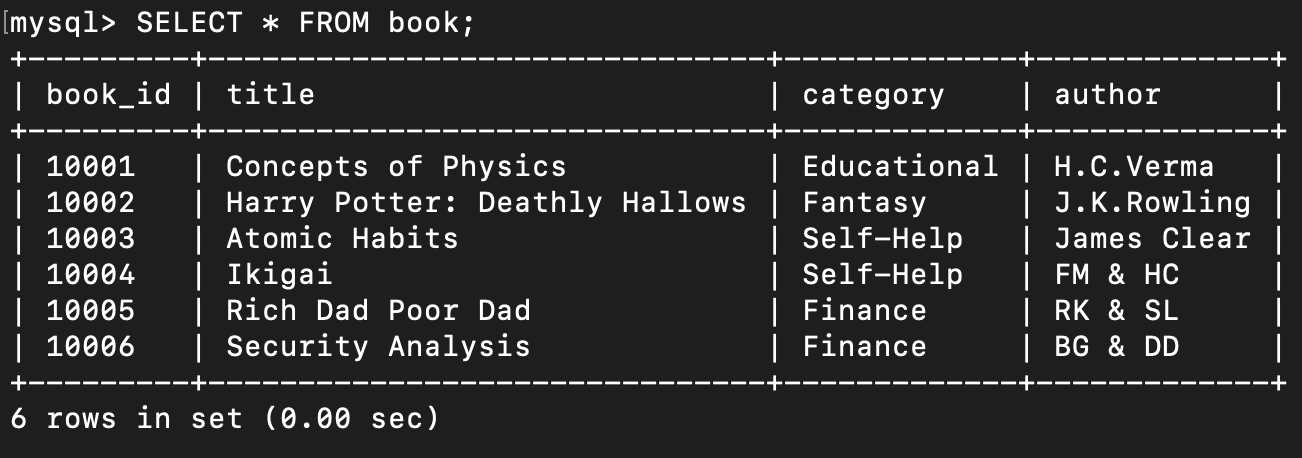 [mysql> SELECT * FROM book;
+---------+-------------------------------+-------------+-------------+
| book_id | title                         | category    | author      |
+---------+-------------------------------+-------------+-------------+
| 10001   | Concepts of Physics           | Educational | H.C.Verma   |
| 10002   | Harry Potter: Deathly Hallows | Fantasy     | J.K.Rowling |
| 10003   | Atomic Habits                 | Self-Help   | James Clear |
| 10004   | Ikigai                        | Self-Help   | FM & HC     |
| 10005   | Rich Dad Poor Dad             | Finance     | RK & SL     |
| 10006   | Security Analysis             | Finance     | BG & DD     |
+---------+-------------------------------+-------------+-------------+
6 rows in set (0.00 sec)